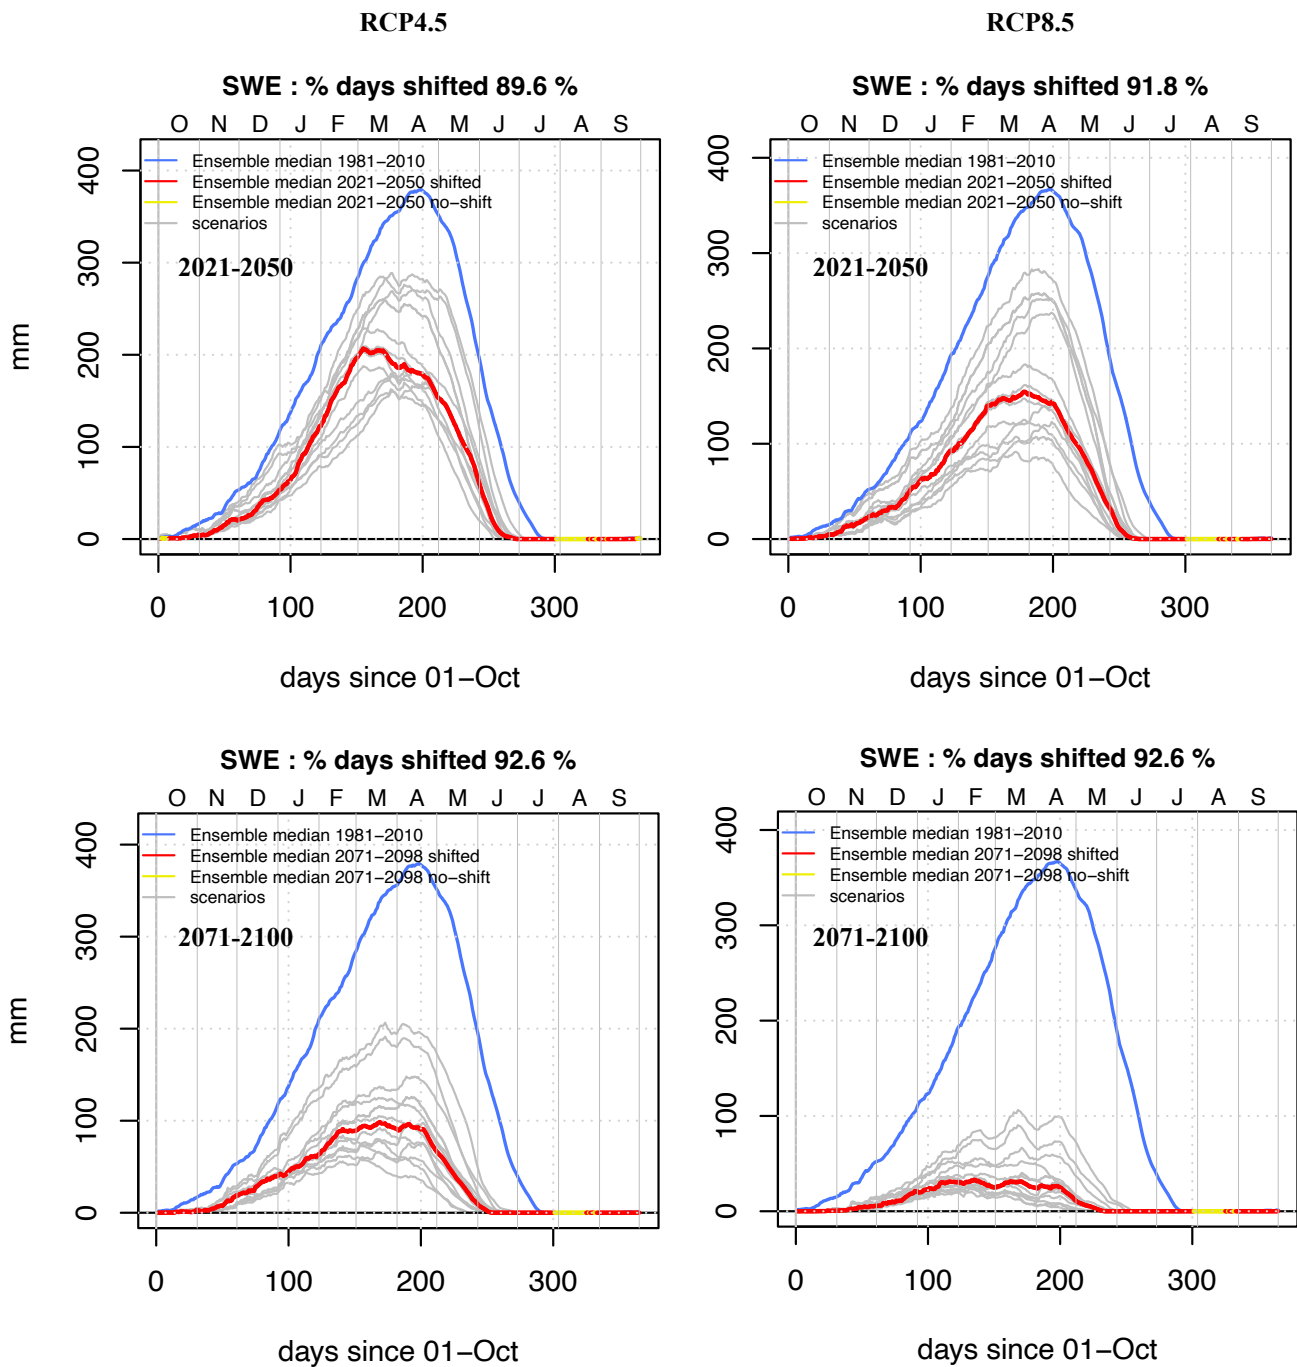 RCP4.5
RCP8.5
SWE : % days shifted 89.6 %
O N D J F M A M J J A S
Ensemble median 1981−2010
Ensemble median 2021−2050 shifted
Ensemble median 2021−2050 no−shift
scenarios
2021-2050
mm
0 100 200 300 400
0 100 200 300
days since 01−Oct
SWE : % days shifted 91.8 %
O N D J F M A M J J A S
Ensemble median 1981−2010
Ensemble median 2021−2050 shifted
Ensemble median 2021−2050 no−shift
scenarios
2021-2050
0 100 200 300 400
0 100 200 300
days since 01−Oct
SWE : % days shifted 92.6 %
O N D J F M A M J J A S
Ensemble median 1981−2010
Ensemble median 2071−2098 shifted
Ensemble median 2071−2098 no−shift
scenarios
2071-2100
mm
0 100 200 300 400
0 100 200 300
days since 01−Oct
SWE : % days shifted 92.6 %
O N D J F M A M J J A S
Ensemble median 1981−2010
Ensemble median 2071−2098 shifted
Ensemble median 2071−2098 no−shift
scenarios
2071-2100
0 100 200 300 400
0 100 200 300
days since 01−Oct